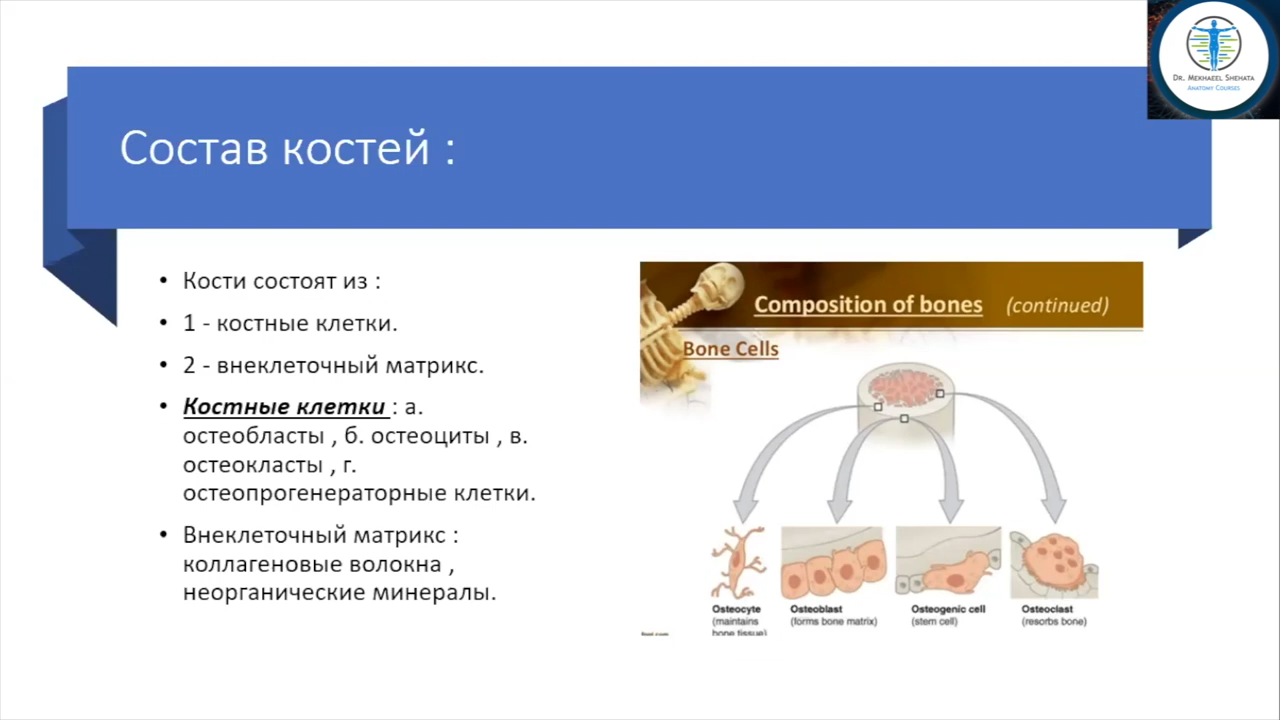 DR. MEKHAEEL SHEHATA
ANATOMY COURSES
Состав костей :
• Кости состоят из :
• 1 - костные клетки.
• 2 - внеклеточный матрикс.
• Костные клетки : а.
остеобласты , б. остеоциты , в.
остеокласты , г.
остеопрогенераторные клетки.
• Внеклеточный матрикс :
коллагеновые волокна ,
неорганические минералы.
Composition of bones (continued)
Bone Cells
Osteocyte
(maintains
bone tissue)
Osteoblast
(forms bone matrix)
Osteogenic cell
(stem cell)
Osteoclast
(resorbs bone)